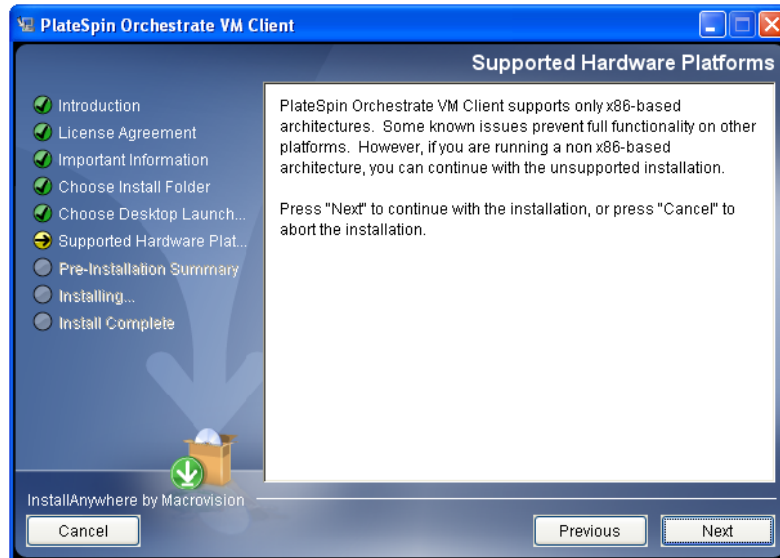 PlateSpin Orchestrate VM Client
Supported Hardware Platforms
Introduction
License Agreement
Important Information
Choose Install Folder
Choose Desktop Launch...
Supported Hardware Plat...
Pre-Installation Summary
Installing...
Install Complete
PlateSpin Orchestrate VM Client supports only x86-based
architectures. Some known issues prevent full functionality on other
platforms. However, if you are running a non x86-based
architecture, you can continue with the unsupported installation.
Press "Next" to continue with the installation, or press "Cancel" to
abort the installation.
InstallAnywhere by Macrovision
Cancel
Previous
Next